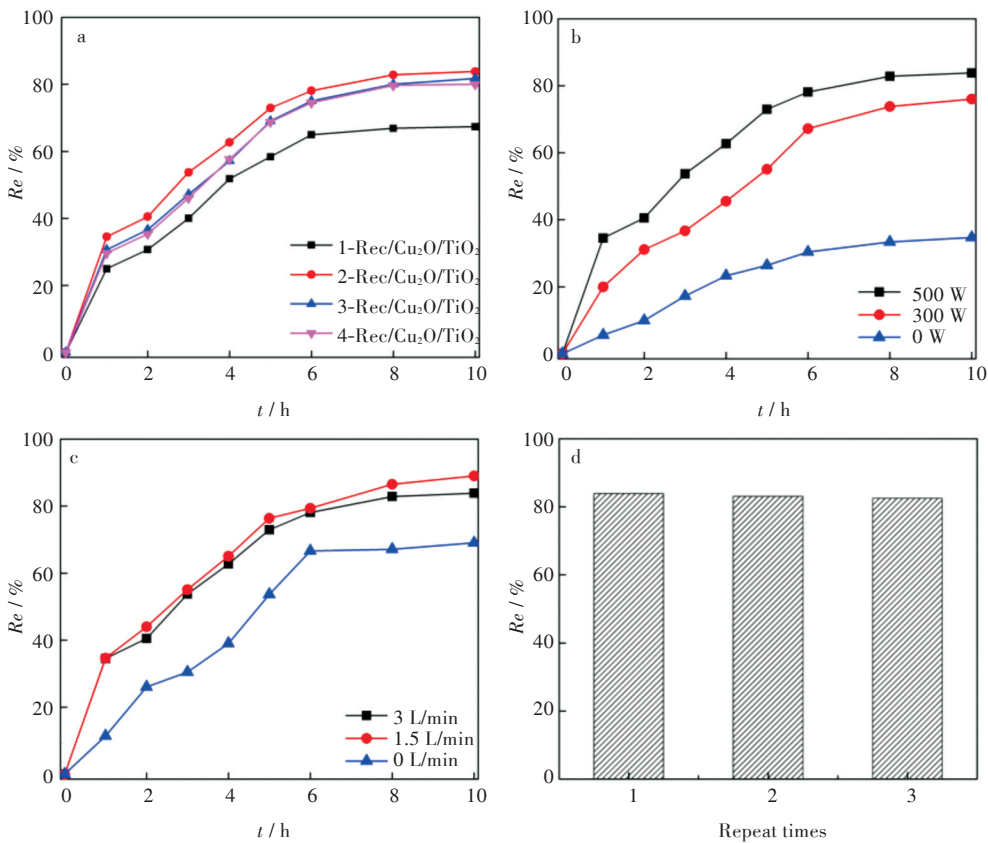 a
100
80
60
40
20
0
Re / %
1-Rec/Cu₂O/TiO₂
2-Rec/Cu₂O/TiO₂
3-Rec/Cu₂O/TiO₂
4-Rec/Cu₂O/TiO₂
0 2 4 6 8 10
t / h
b
100
80
60
40
20
0
Re / %
500 W
300 W
0 W
0 2 4 6 8 10
t / h
c
100
80
60
40
20
0
Re / %
3 L/min
1.5 L/min
0 L/min
0 2 4 6 8 10
t / h
d
100
80
60
40
20
0
Re / %
1 2 3
Repeat times